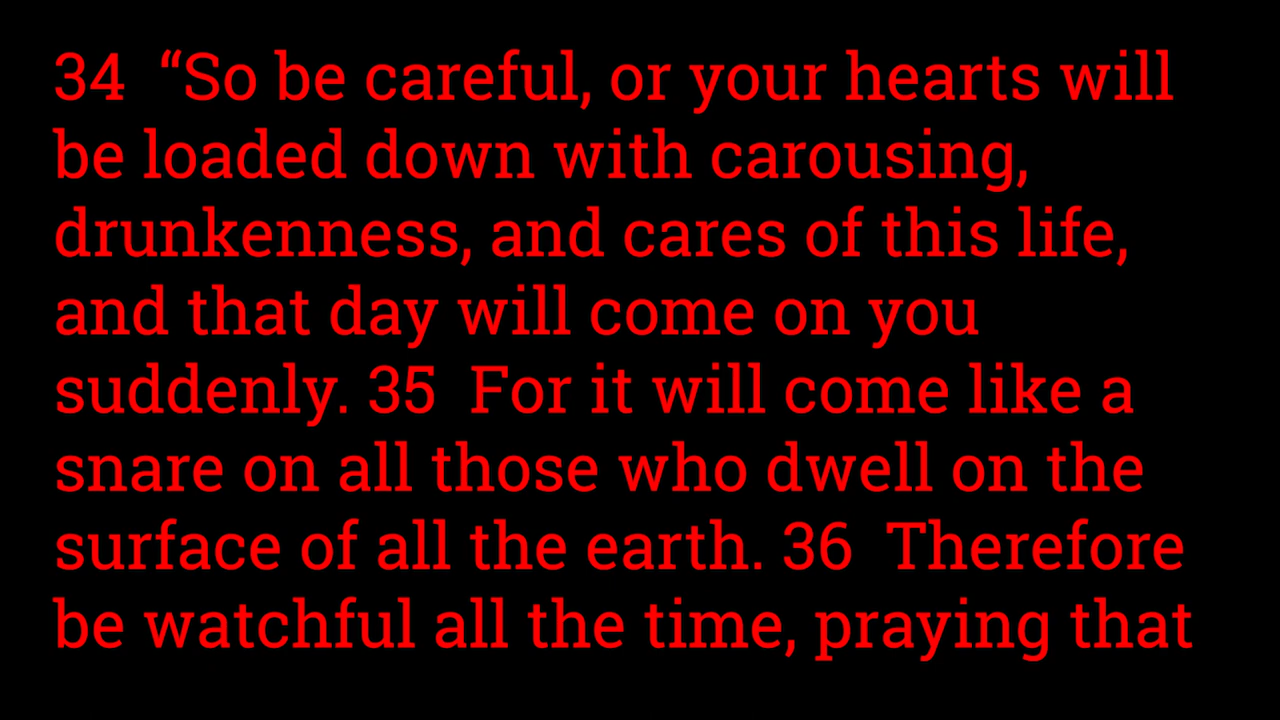 34  “So be careful, or your hearts will
be loaded down with carousing,
drunkenness, and cares of this life,
and that day will come on you
suddenly. 35  For it will come like a
snare on all those who dwell on the
surface of all the earth. 36  Therefore
be watchful all the time, praying that